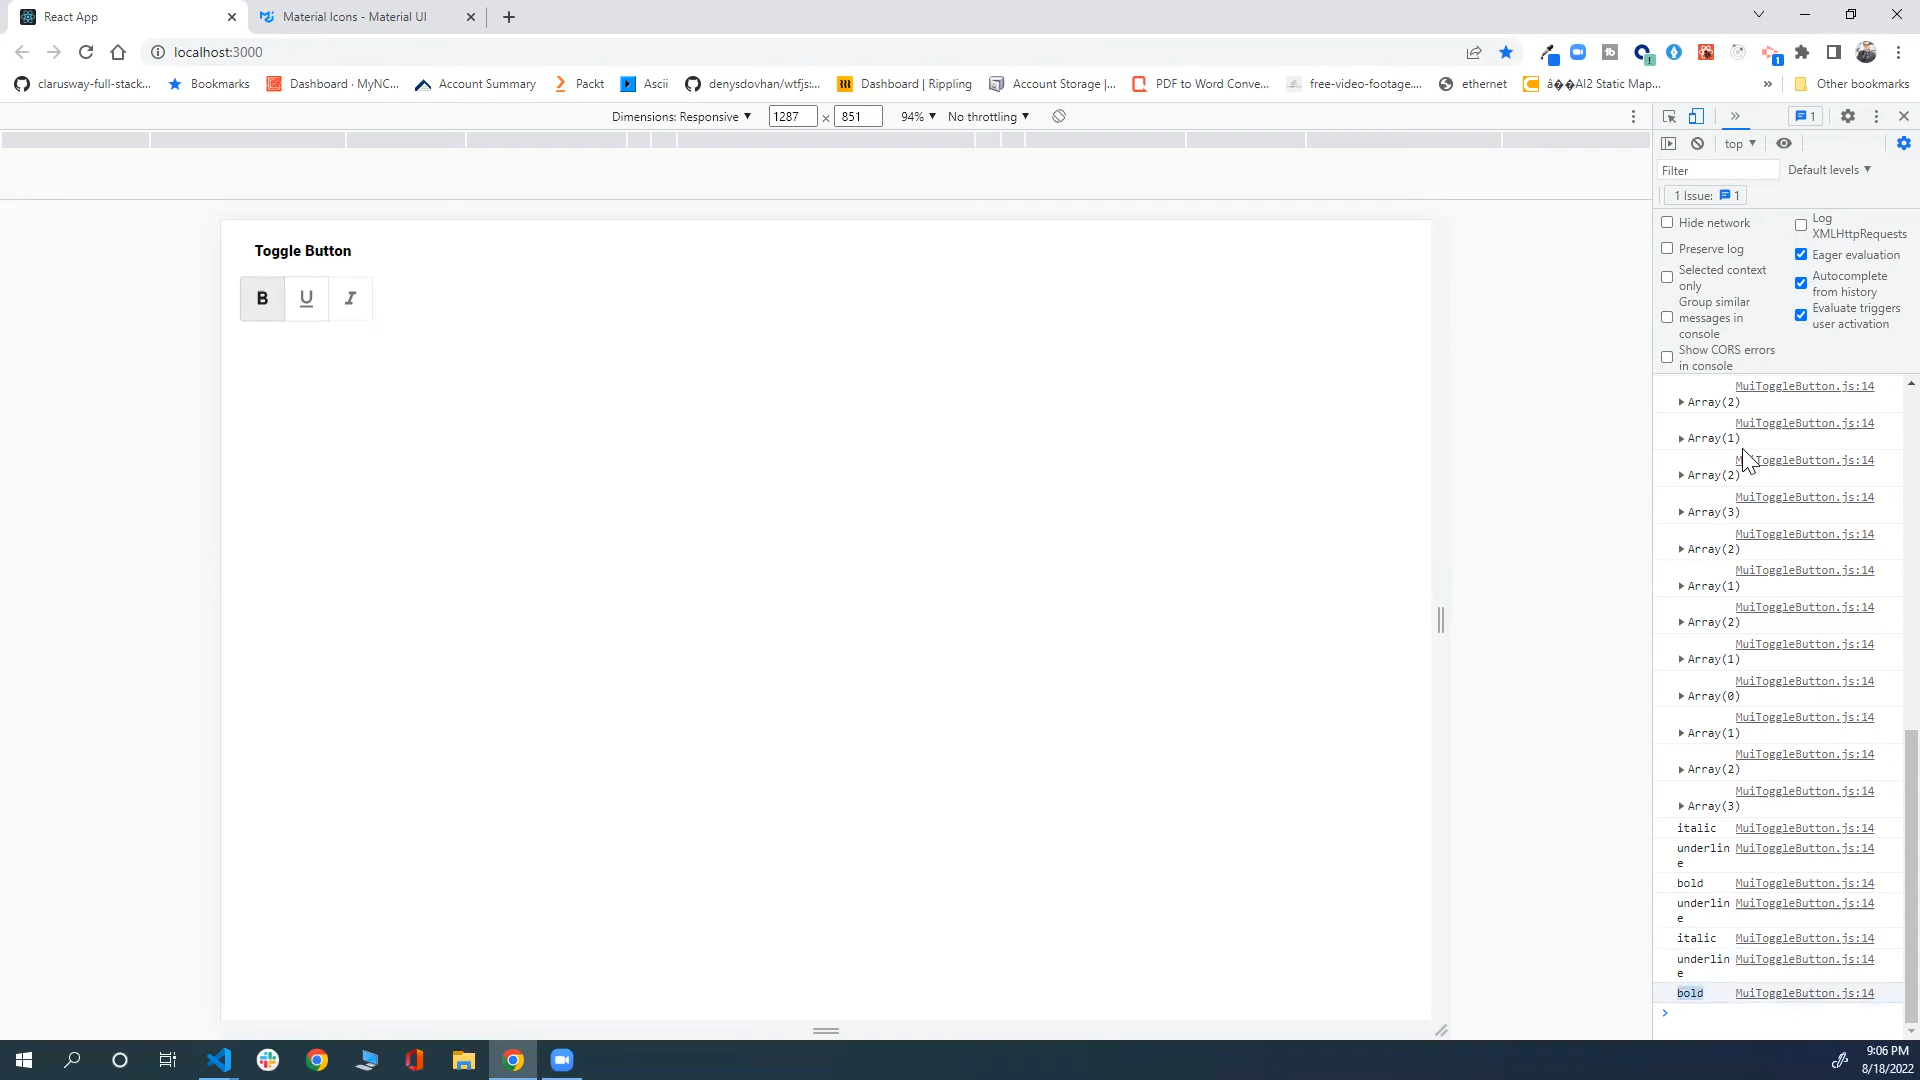 React App
Material Icons - Material UI
localhost:3000
clarusway-full-stack...
Bookmarks
Dashboard · MyNC...
Account Summary
Packt
Ascii
denysdovhan/wtfjs:...
Dashboard | Rippling
Account Storage |...
PDF to Word Conve...
free-video-footage....
ethernet
â��AI2 Static Map...
»
Other bookmarks
Dimensions: Responsive
1287 × 851
94%
No throttling
» 1
top
Filter
Default levels
1 Issue: 1
Hide network
Log XMLHttpRequests
Preserve log
Eager evaluation
Selected context only
Autocomplete from history
Group similar messages in console
Evaluate triggers user activation
Show CORS errors in console
Toggle Button
B U I
MuiToggleButton.js:14
Array(2)
MuiToggleButton.js:14
Array(1)
MuiToggleButton.js:14
Array(2)
MuiToggleButton.js:14
Array(3)
MuiToggleButton.js:14
Array(2)
MuiToggleButton.js:14
Array(1)
MuiToggleButton.js:14
Array(2)
MuiToggleButton.js:14
Array(1)
MuiToggleButton.js:14
Array(0)
MuiToggleButton.js:14
Array(1)
MuiToggleButton.js:14
Array(2)
MuiToggleButton.js:14
Array(3)
italic MuiToggleButton.js:14
underline MuiToggleButton.js:14
bold MuiToggleButton.js:14
underline MuiToggleButton.js:14
italic MuiToggleButton.js:14
underline MuiToggleButton.js:14
bold MuiToggleButton.js:14
9:06 PM
8/18/2022